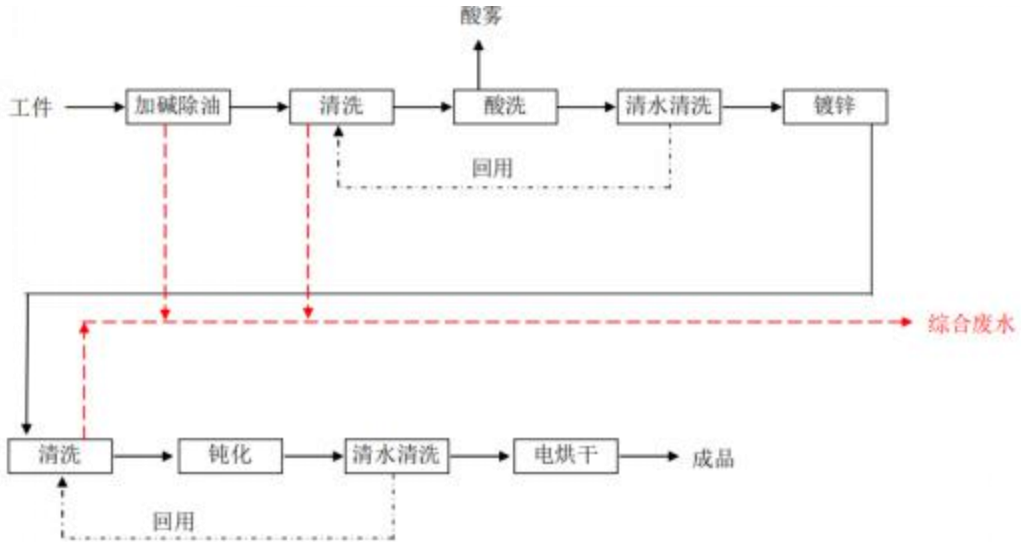 酸雾
工件 加碱除油 清洗 酸洗 清水清洗 镀锌
回用
综合废水
清洗 钝化 清水清洗 电烘干 成品
回用